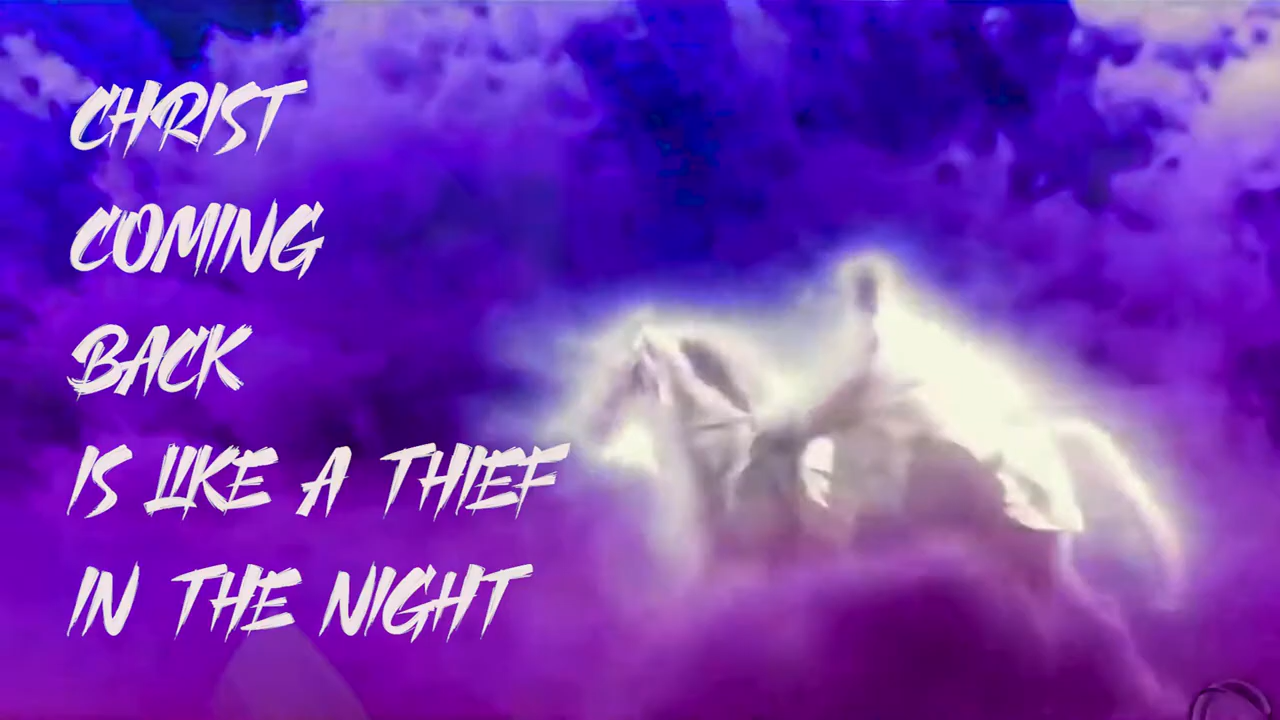 CHRIST
COMING
BACK
IS LIKE A THIEF
IN THE NIGHT